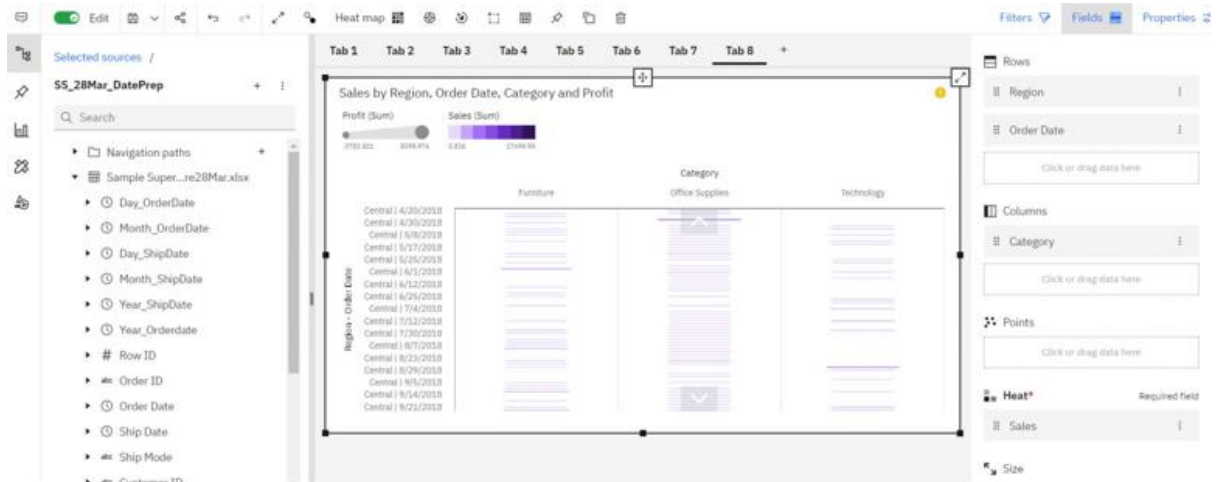 Edit
Heat map
Filters
Fields
Properties
Selected sources /
SS_28Mar_DatePrep
Search
Navigation paths
Sample Super...re28Mar.xlsx
Day_OrderDate
Month_OrderDate
Day_ShipDate
Month_ShipDate
Year_ShipDate
Year_Orderdate
# Row ID
abc Order ID
Order Date
Ship Date
abc Ship Mode
abc Customer ID
Tab 1 Tab 2 Tab 3 Tab 4 Tab 5 Tab 6 Tab 7 Tab 8 +
Sales by Region, Order Date, Category and Profit
Profit (Sum) Sales (Sum)
Category
Furniture Office Supplies Technology
Region - Order Date
Central | 4/20/2018
Central | 4/30/2018
Central | 5/8/2018
Central | 5/17/2018
Central | 5/25/2018
Central | 6/1/2018
Central | 6/12/2018
Central | 6/25/2018
Central | 7/4/2018
Central | 7/12/2018
Central | 7/30/2018
Central | 8/7/2018
Central | 8/23/2018
Central | 8/29/2018
Central | 9/5/2018
Central | 9/14/2018
Central | 9/21/2018
Rows
Region
Order Date
Click or drag data here
Columns
Category
Click or drag data here
Points
Click or drag data here
Heat* Required field
Sales
Size